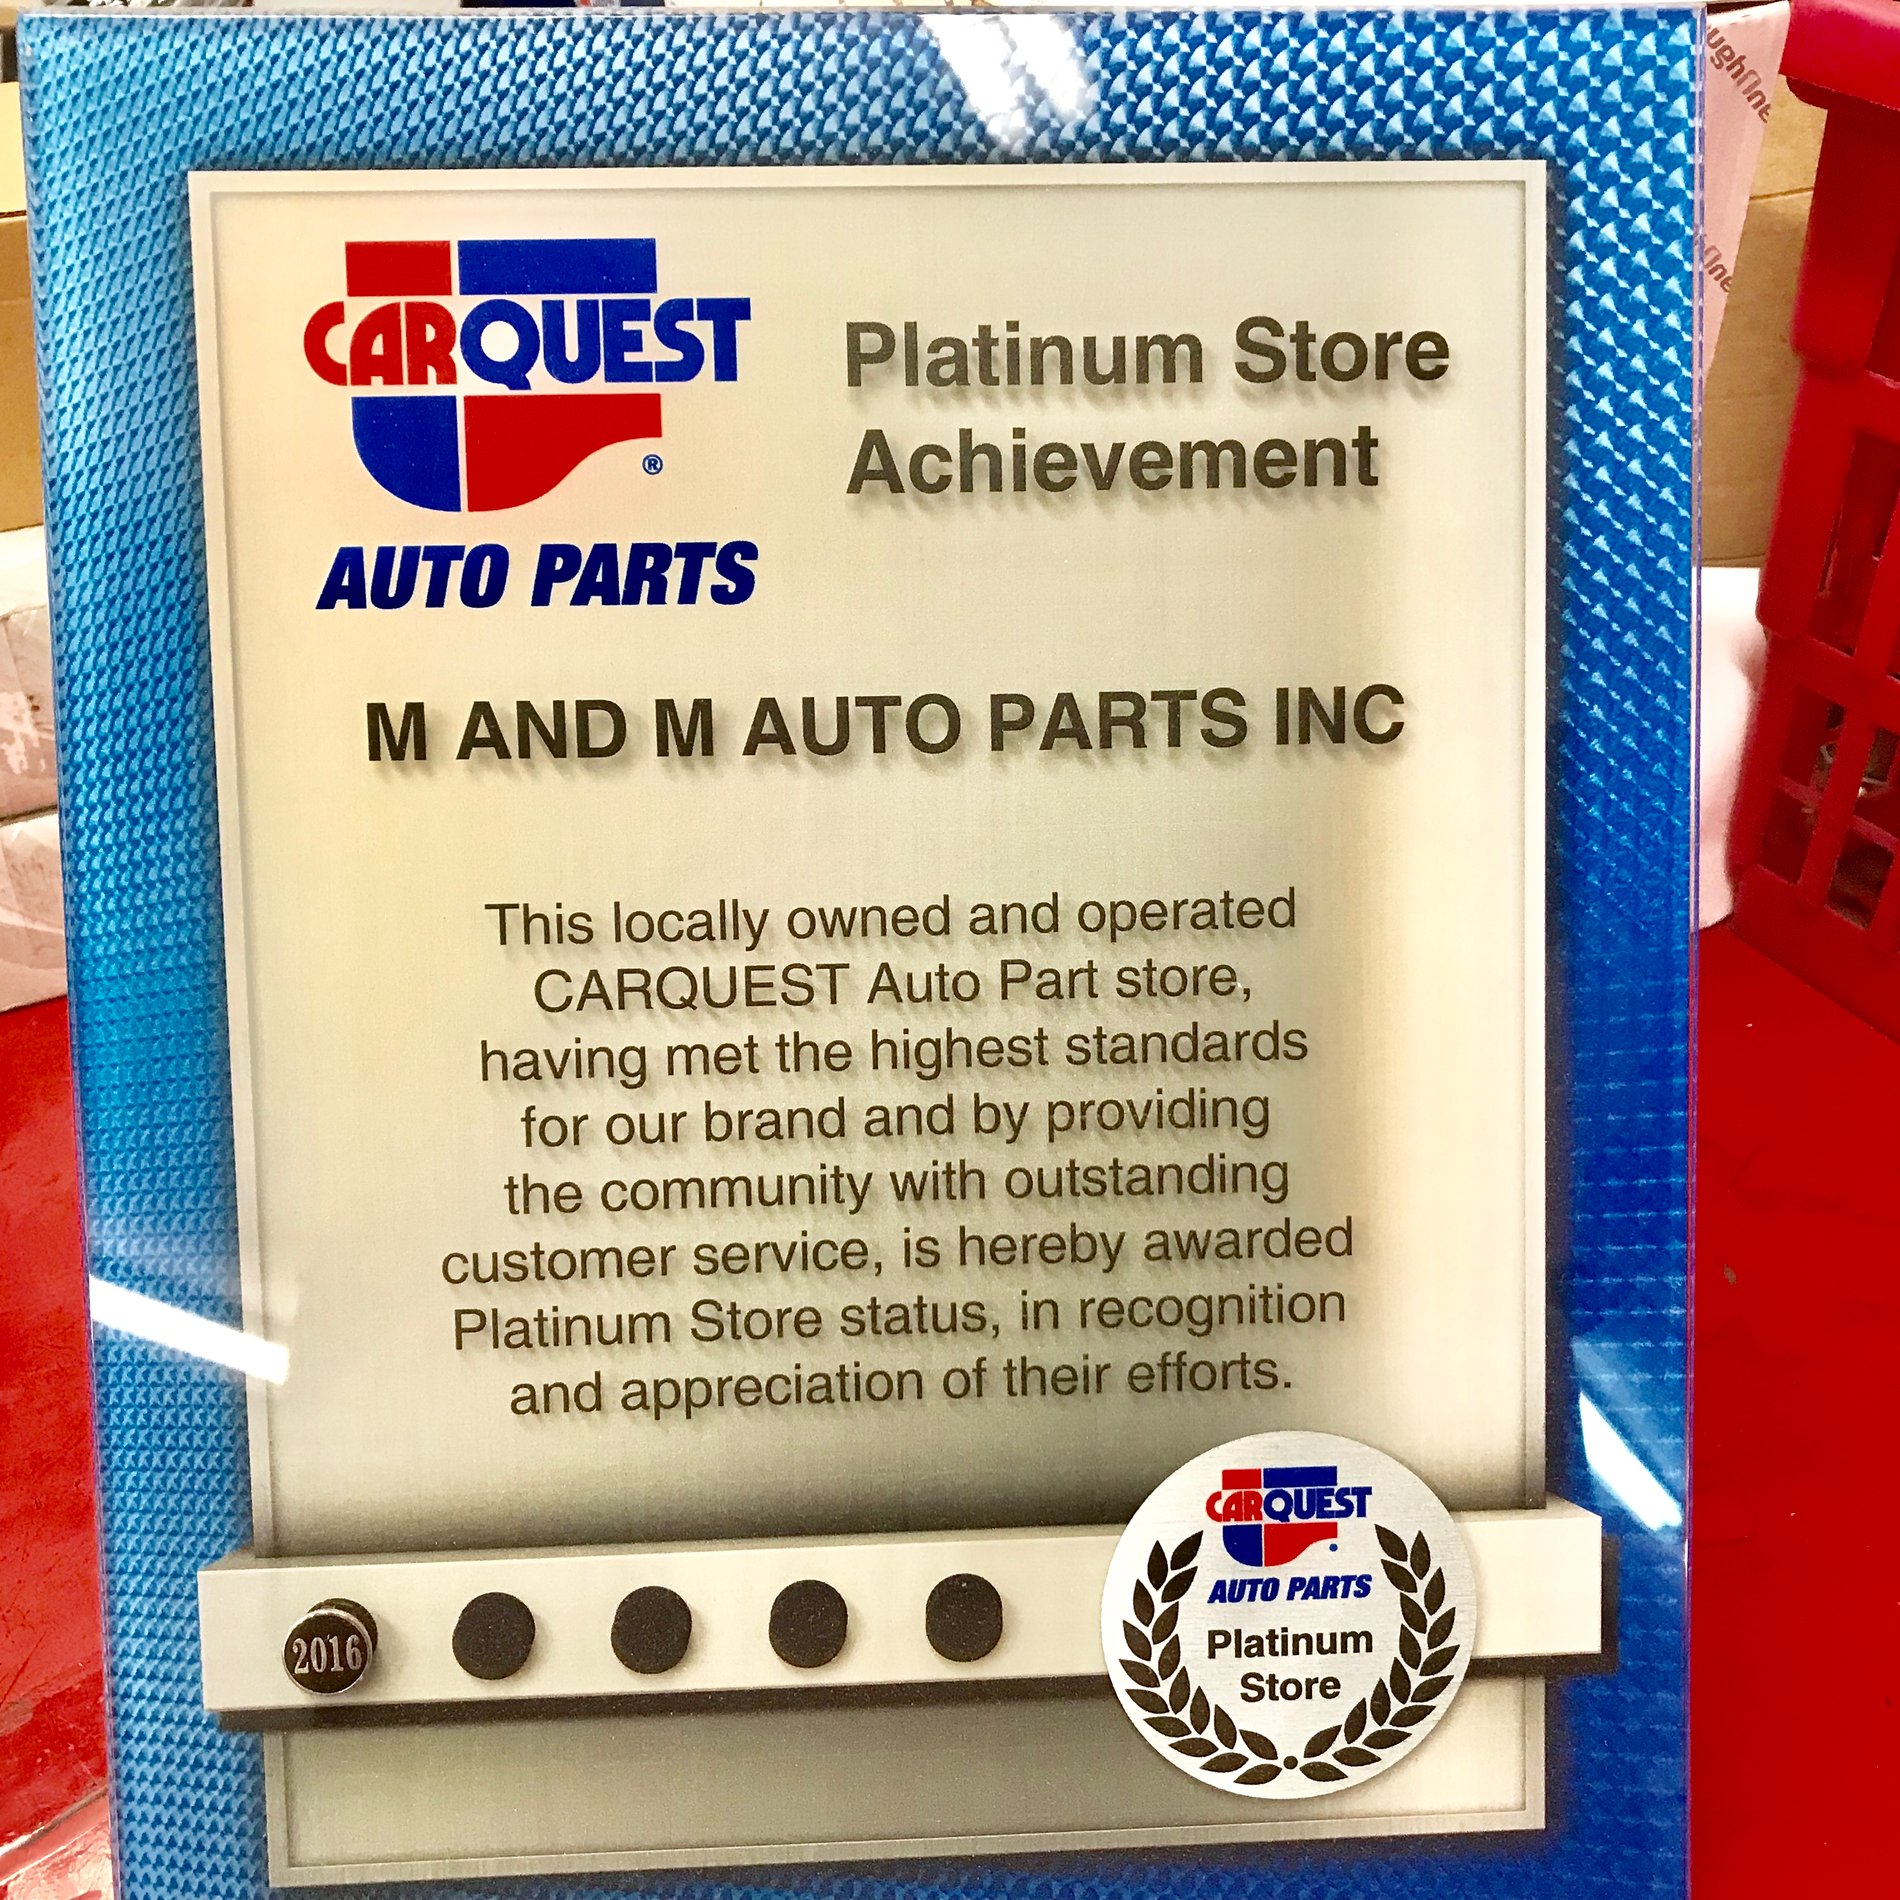 CARQUEST
®
AUTO PARTS
Platinum Store
Achievement
M AND M AUTO PARTS INC
This locally owned and operated
CARQUEST Auto Part store,
having met the highest standards
for our brand and by providing
the community with outstanding
customer service, is hereby awarded
Platinum Store status, in recognition
and appreciation of their efforts.
2016
CARQUEST
AUTO PARTS
Platinum
Store